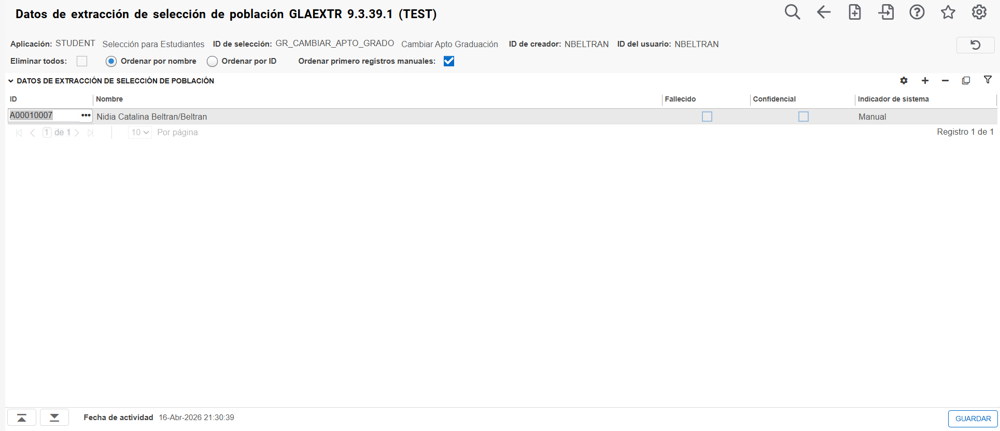 Datos de extracción de selección de población GLAEXTR 9.3.39.1 (TEST)
Aplicación: STUDENT Selección para Estudiantes ID de selección: GR_CAMBIAR_APTO_GRADO Cambiar Apto Graduación ID de creador: NBELTRAN ID del usuario: NBELTRAN
Eliminar todos: Ordenar por nombre Ordenar por ID Ordenar primero registros manuales:
DATOS DE EXTRACCIÓN DE SELECCIÓN DE POBLACIÓN
ID Nombre Fallecido Confidencial Indicador de sistema
A00010007 ••• Nidia Catalina Beltran/Beltran Manual
1 de 1 10 Por página Registro 1 de 1
Fecha de actividad 16-Abr-2026 21:30:39 GUARDAR